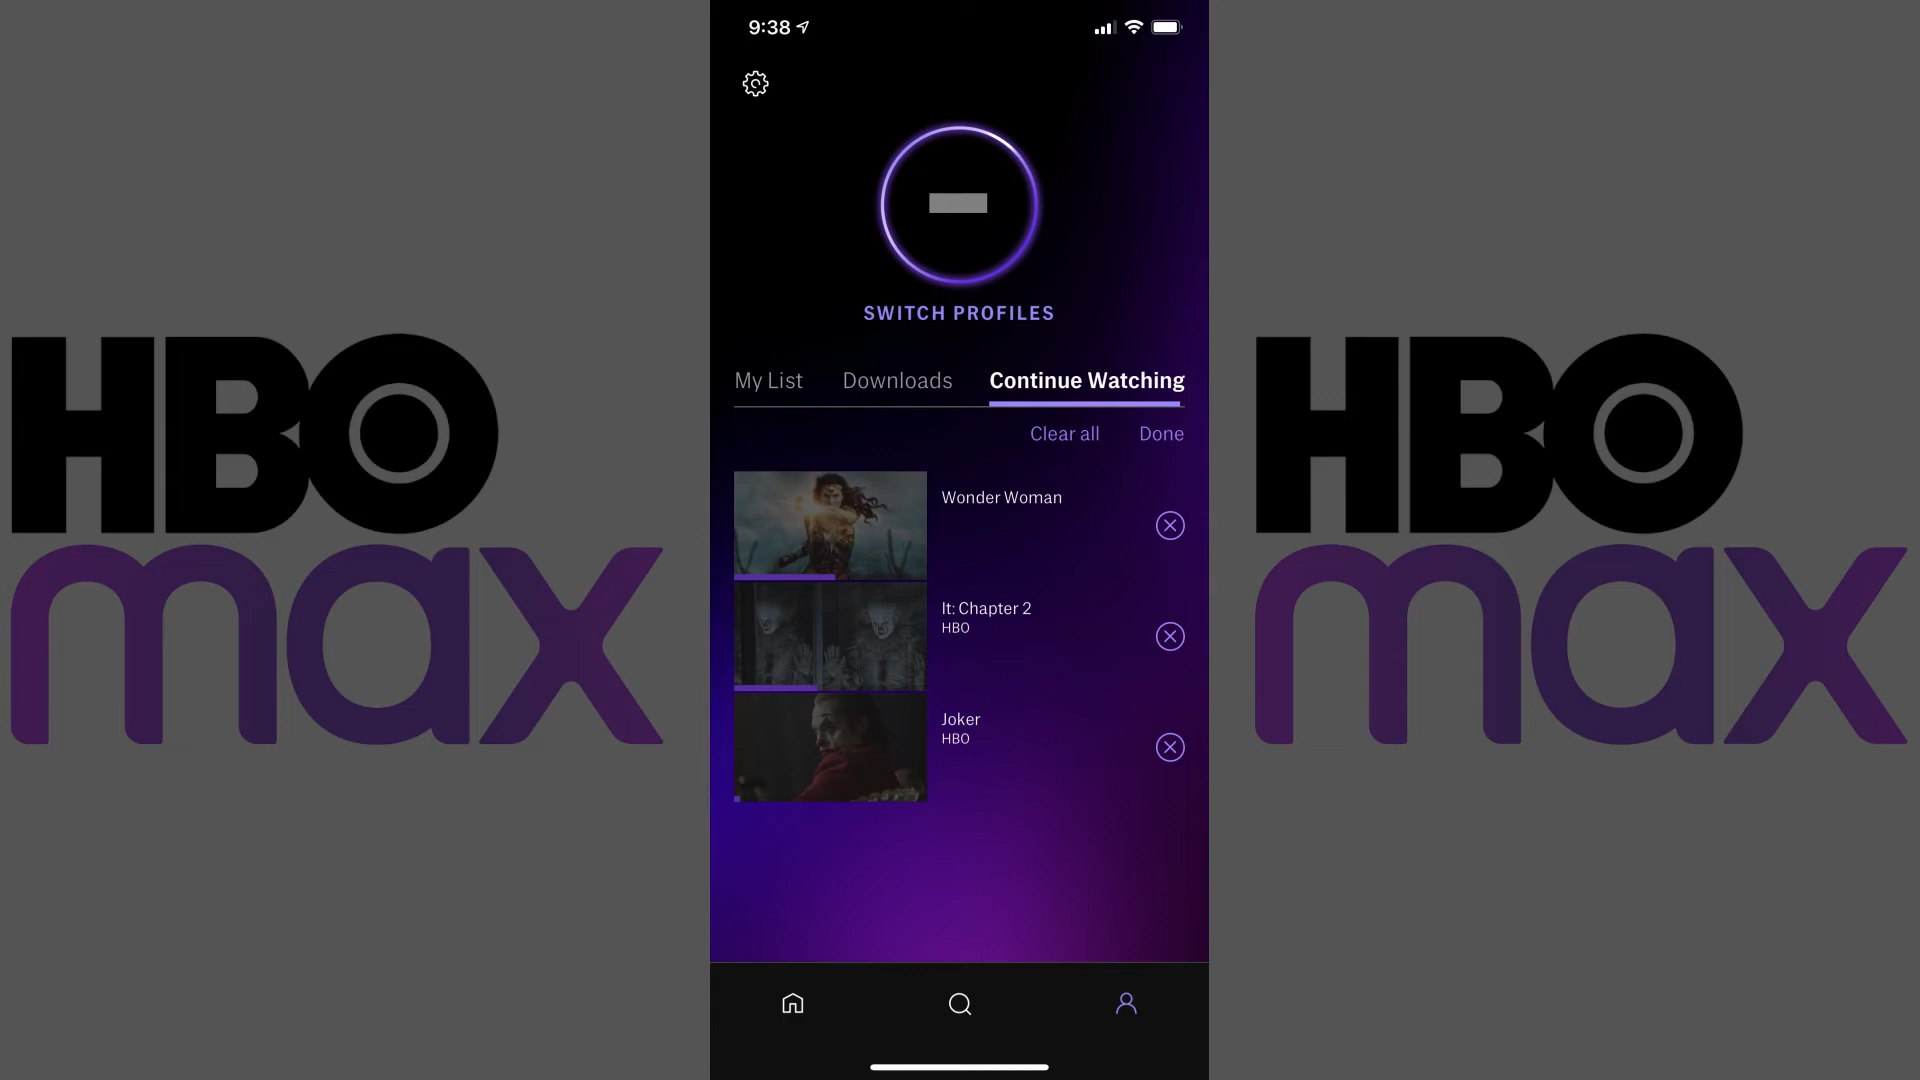 9:38
SWITCH PROFILES
My List Downloads Continue Watching
Clear all Done
Wonder Woman
It: Chapter 2
HBO
Joker
HBO
HBO
max
HBO
max